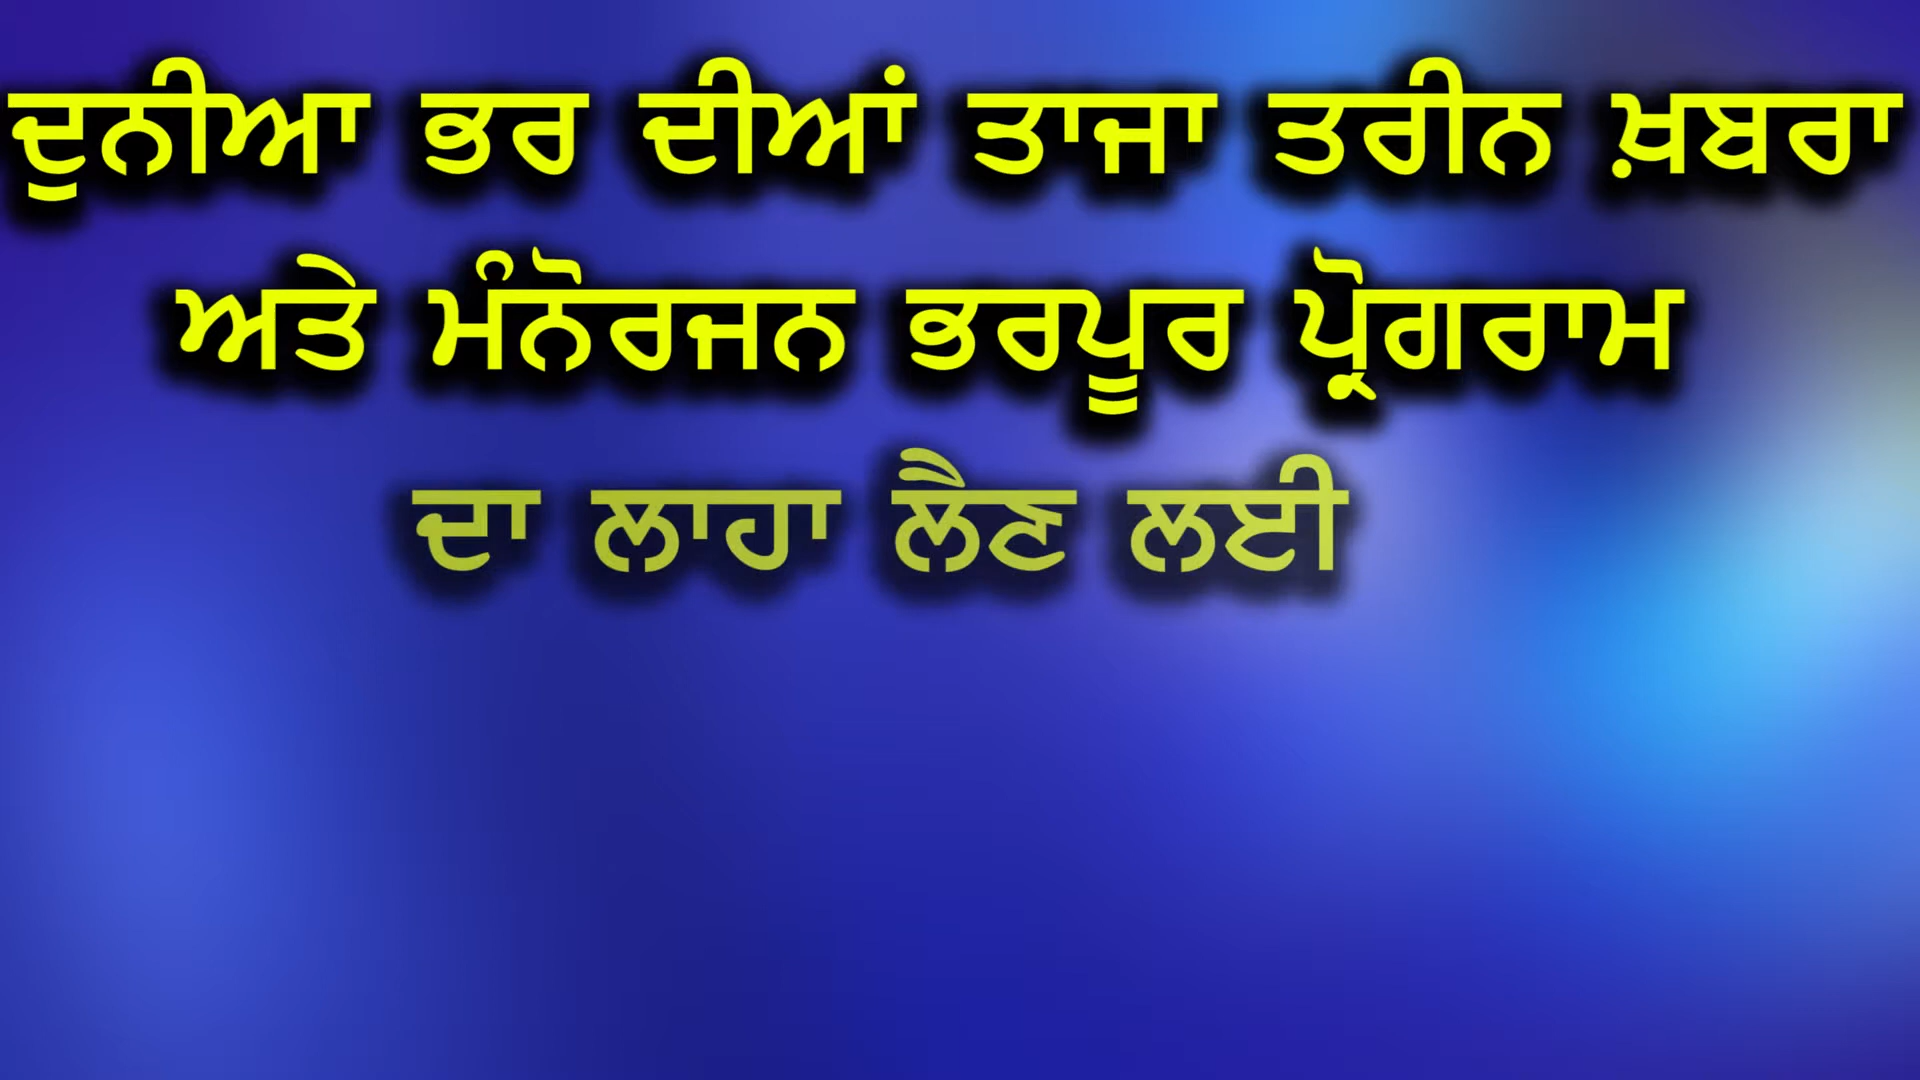 ਦੁਨੀਆ ਭਰ ਦੀਆਂ ਤਾਜਾ ਤਰੀਨ ਖ਼ਬਰਾ
ਅਤੇ ਮੰਨੋਰਜਨ ਭਰਪੂਰ ਪ੍ਰੋਗਰਾਮ
ਦਾ ਲਾਹਾ ਲੈਣ ਲਈ